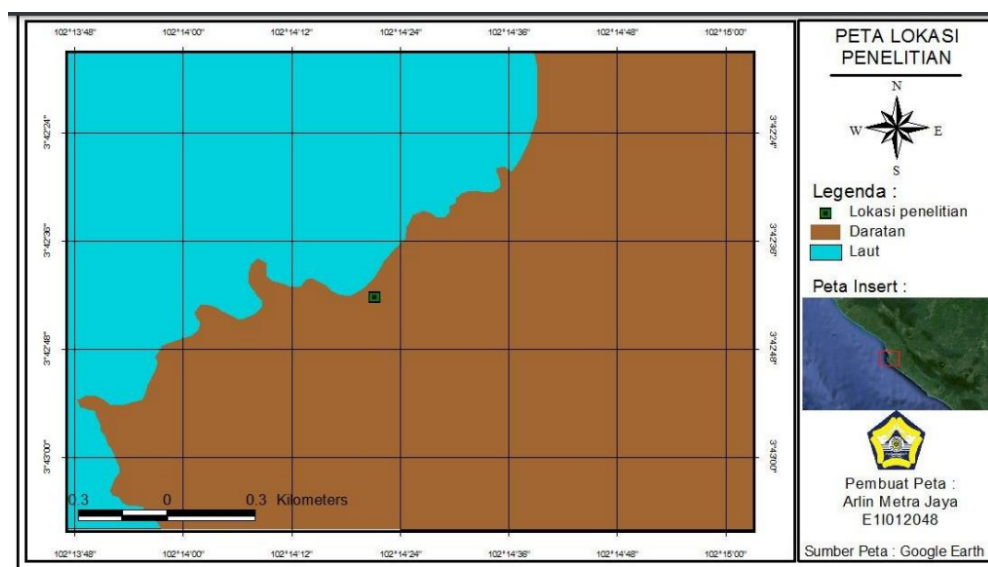 102°13'48" 102°14'00" 102°14'12" 102°14'24" 102°14'36" 102°14'48" 102°15'00"
3°42'24" 3°42'24"
3°42'36" 3°42'36"
3°42'48" 3°42'48"
3°43'00" 3°43'00"
0.3 0 0.3 Kilometers
102°13'48" 102°14'00" 102°14'12" 102°14'24" 102°14'36" 102°14'48" 102°15'00"
PETA LOKASI
PENELITIAN
N
W E
S
Legenda :
Lokasi penelitian
Daratan
Laut
Peta Insert :
Pembuat Peta :
Arlin Metra Jaya
E1I012048
Sumber Peta : Google Earth